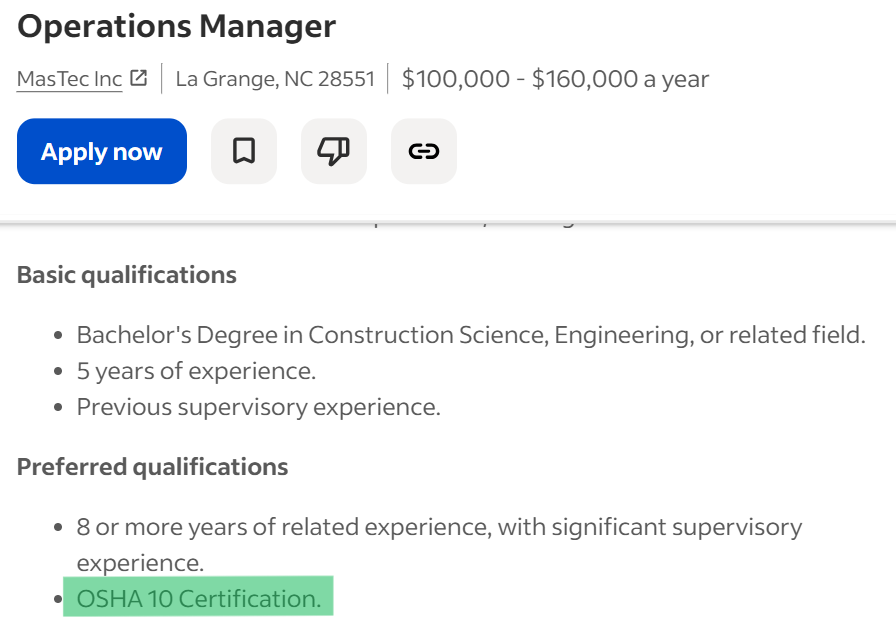 Operations Manager
MasTec Inc
La Grange, NC 28551
$100,000 - $160,000 a year
Apply now
Basic qualifications
Bachelor's Degree in Construction Science, Engineering, or related field.
5 years of experience.
Previous supervisory experience.
Preferred qualifications
8 or more years of related experience, with significant supervisory
experience.
OSHA 10 Certification.